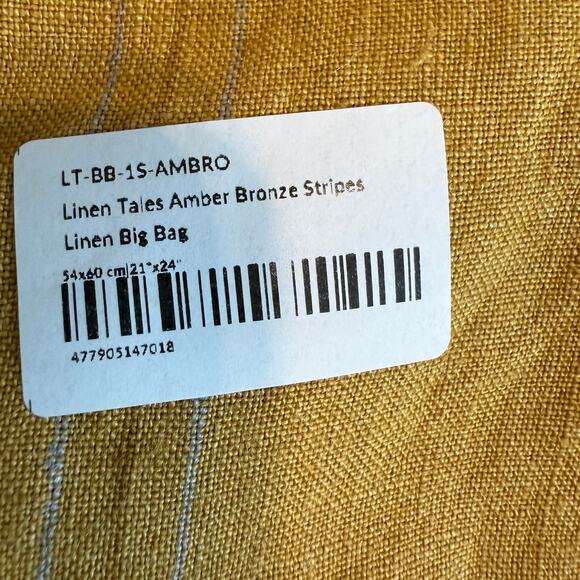 LT-BB-1S-AMBRO
Linen Tales Amber Bronze Stripes
Linen Big Bag
54x60 cm|21"x24"
477905147018